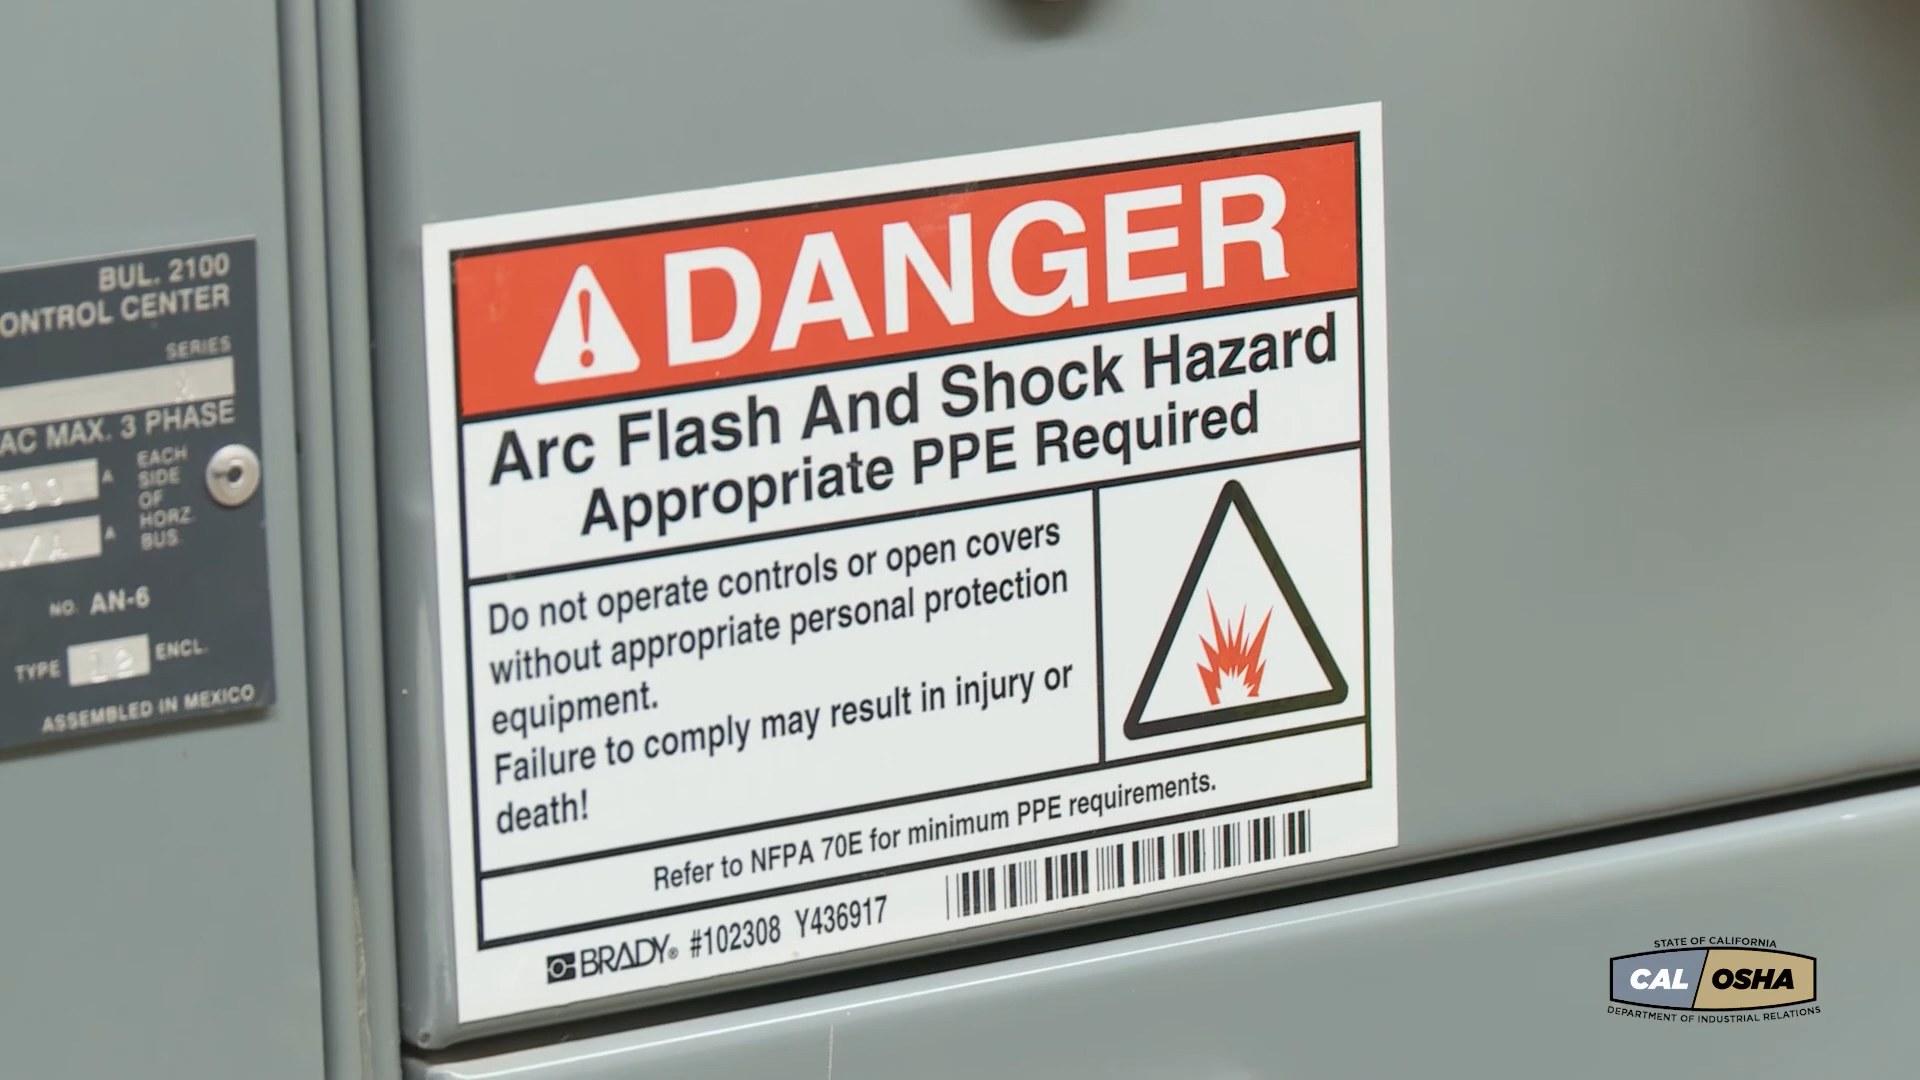 BUL. 2100
ONTROL CENTER
SERIES
AC MAX. 3 PHASE
A EACH
SIDE
OF
A HORZ.
BUS.
NO. AN-6
TYPE 12 ENCL.
ASSEMBLED IN MEXICO
DANGER
Arc Flash And Shock Hazard
Appropriate PPE Required
Do not operate controls or open covers
without appropriate personal protection
equipment.
Failure to comply may result in injury or
death!
Refer to NFPA 70E for minimum PPE requirements.
BRADY® #102308 Y436917
STATE OF CALIFORNIA
CAL OSHA
DEPARTMENT OF INDUSTRIAL RELATIONS